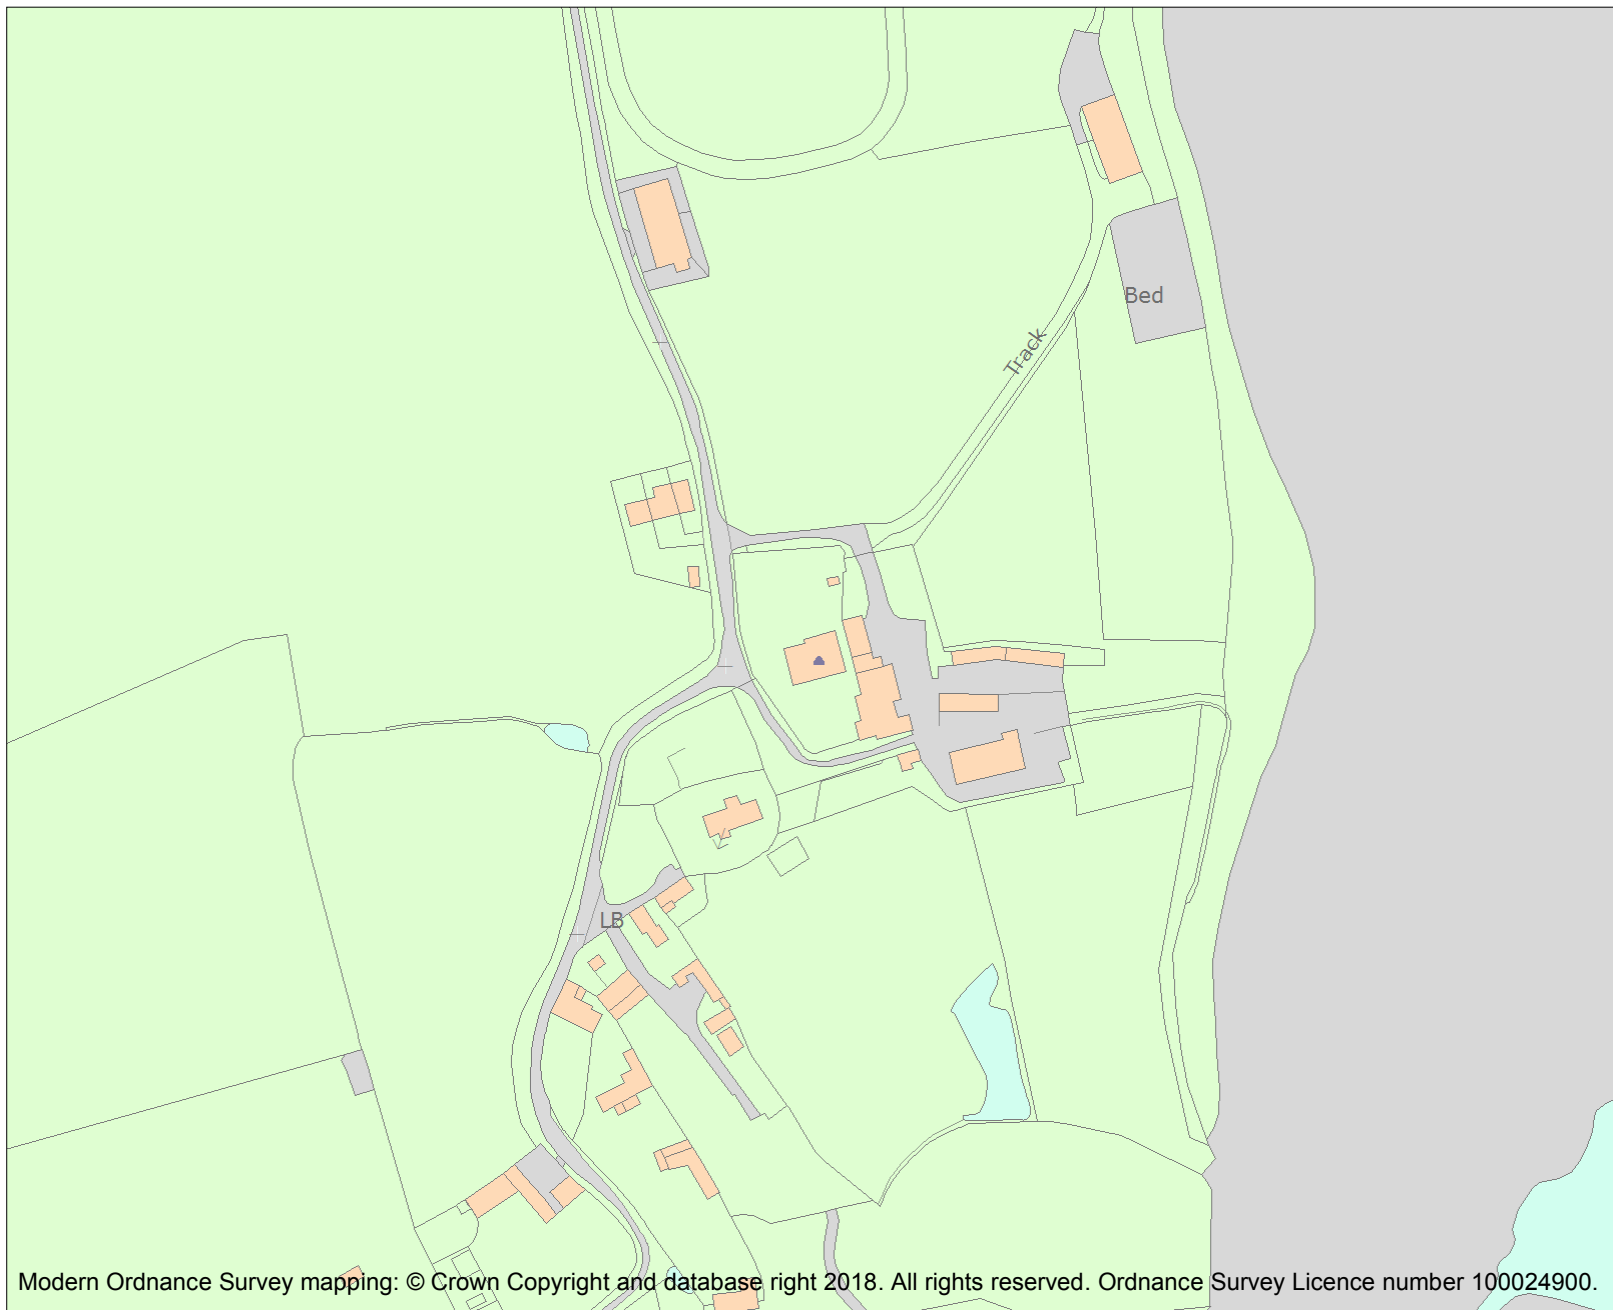 Bed
Track
LB
Modern Ordnance Survey mapping: © Crown Copyright and database right 2018. All rights reserved. Ordnance Survey Licence number 100024900.